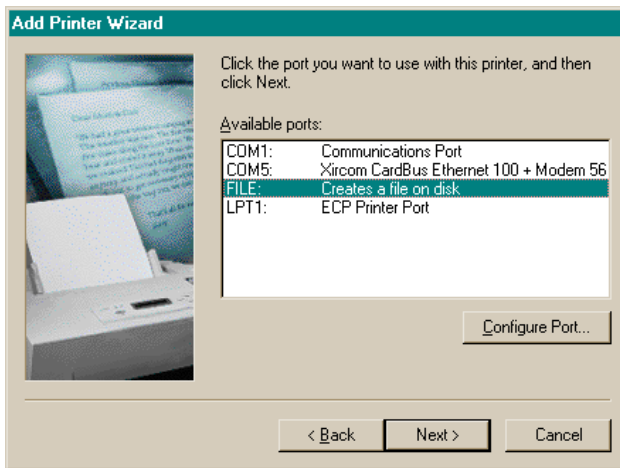 Add Printer Wizard
Click the port you want to use with this printer, and then
click Next.
Available ports:
COM1: Communications Port
COM5: Xircom CardBus Ethernet 100 + Modem 56
FILE: Creates a file on disk
LPT1: ECP Printer Port
Configure Port...
< Back
Next >
Cancel